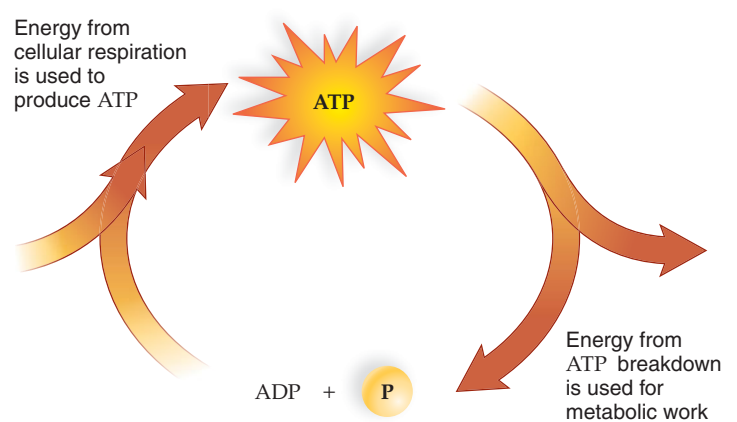 Energy from
cellular respiration
is used to
produce ATP
ATP
ADP + P
Energy from
ATP breakdown
is used for
metabolic work